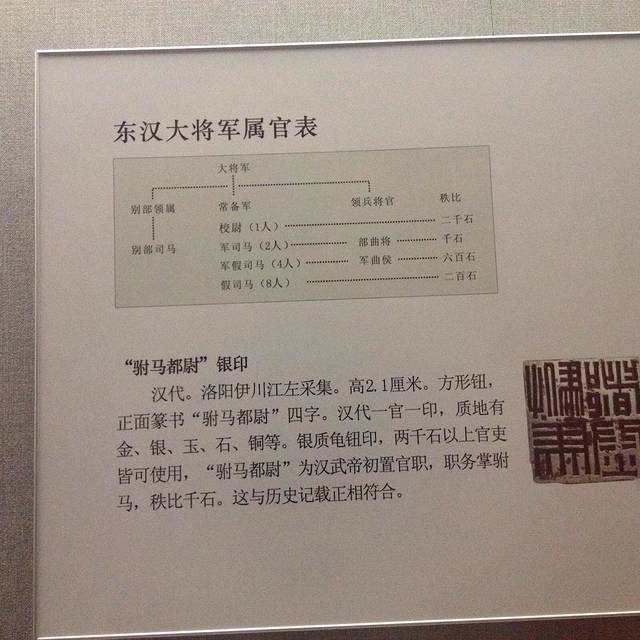 东汉大将军属官表
大将军
别部领属 常备军 领兵将官 秩比
校尉（1人） 二千石
别部司马 军司马（2人） 部曲将 千石
军假司马（4人） 军曲侯 六百石
假司马（8人） 二百石
“驸马都尉”银印
汉代。洛阳伊川江左采集。高2.1厘米。方形钮，
正面篆书“驸马都尉”四字。汉代一官一印，质地有
金、银、玉、石、铜等。银质龟钮印，两千石以上官吏
皆可使用，“驸马都尉”为汉武帝初置官职，职务掌驸
马，秩比千石。这与历史记载正相符合。